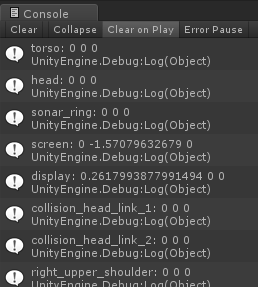 Console
Clear Collapse Clear on Play Error Pause
torso: 0 0 0
UnityEngine.Debug:Log(Object)
head: 0 0 0
UnityEngine.Debug:Log(Object)
sonar_ring: 0 0 0
UnityEngine.Debug:Log(Object)
screen: 0 -1.57079632679 0
UnityEngine.Debug:Log(Object)
display: 0.2617993877991494 0 0
UnityEngine.Debug:Log(Object)
collision_head_link_1: 0 0 0
UnityEngine.Debug:Log(Object)
collision_head_link_2: 0 0 0
UnityEngine.Debug:Log(Object)
right_upper_shoulder: 0 0 0
UnityEngine.Debug:Log(Object)